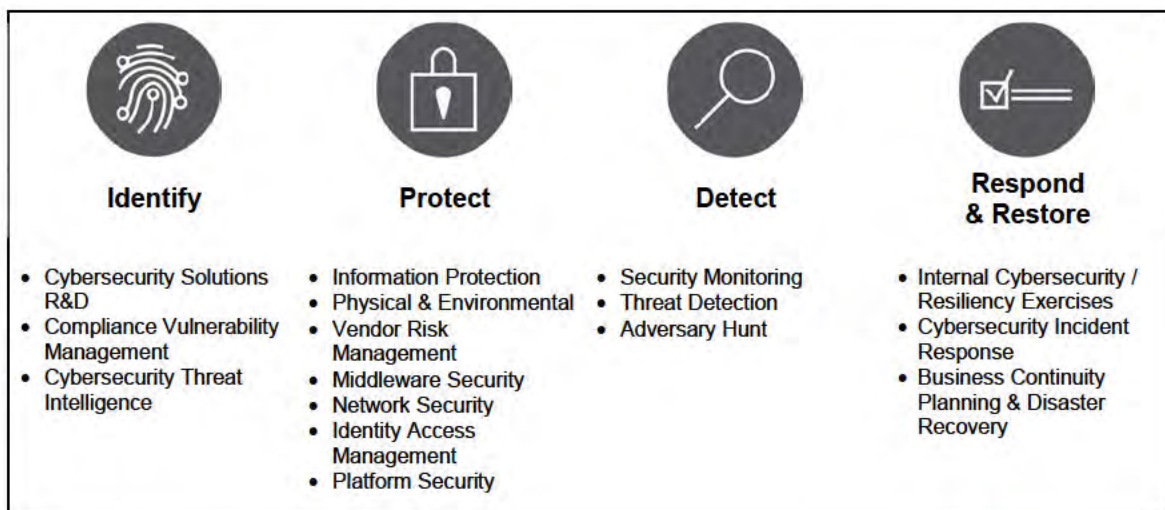 Identify
• Cybersecurity Solutions
R&D
• Compliance Vulnerability
Management
• Cybersecurity Threat
Intelligence
Protect
• Information Protection
• Physical & Environmental
• Vendor Risk
Management
• Middleware Security
• Network Security
• Identity Access
Management
• Platform Security
Detect
• Security Monitoring
• Threat Detection
• Adversary Hunt
Respond
& Restore
• Internal Cybersecurity /
Resiliency Exercises
• Cybersecurity Incident
Response
• Business Continuity
Planning & Disaster
Recovery